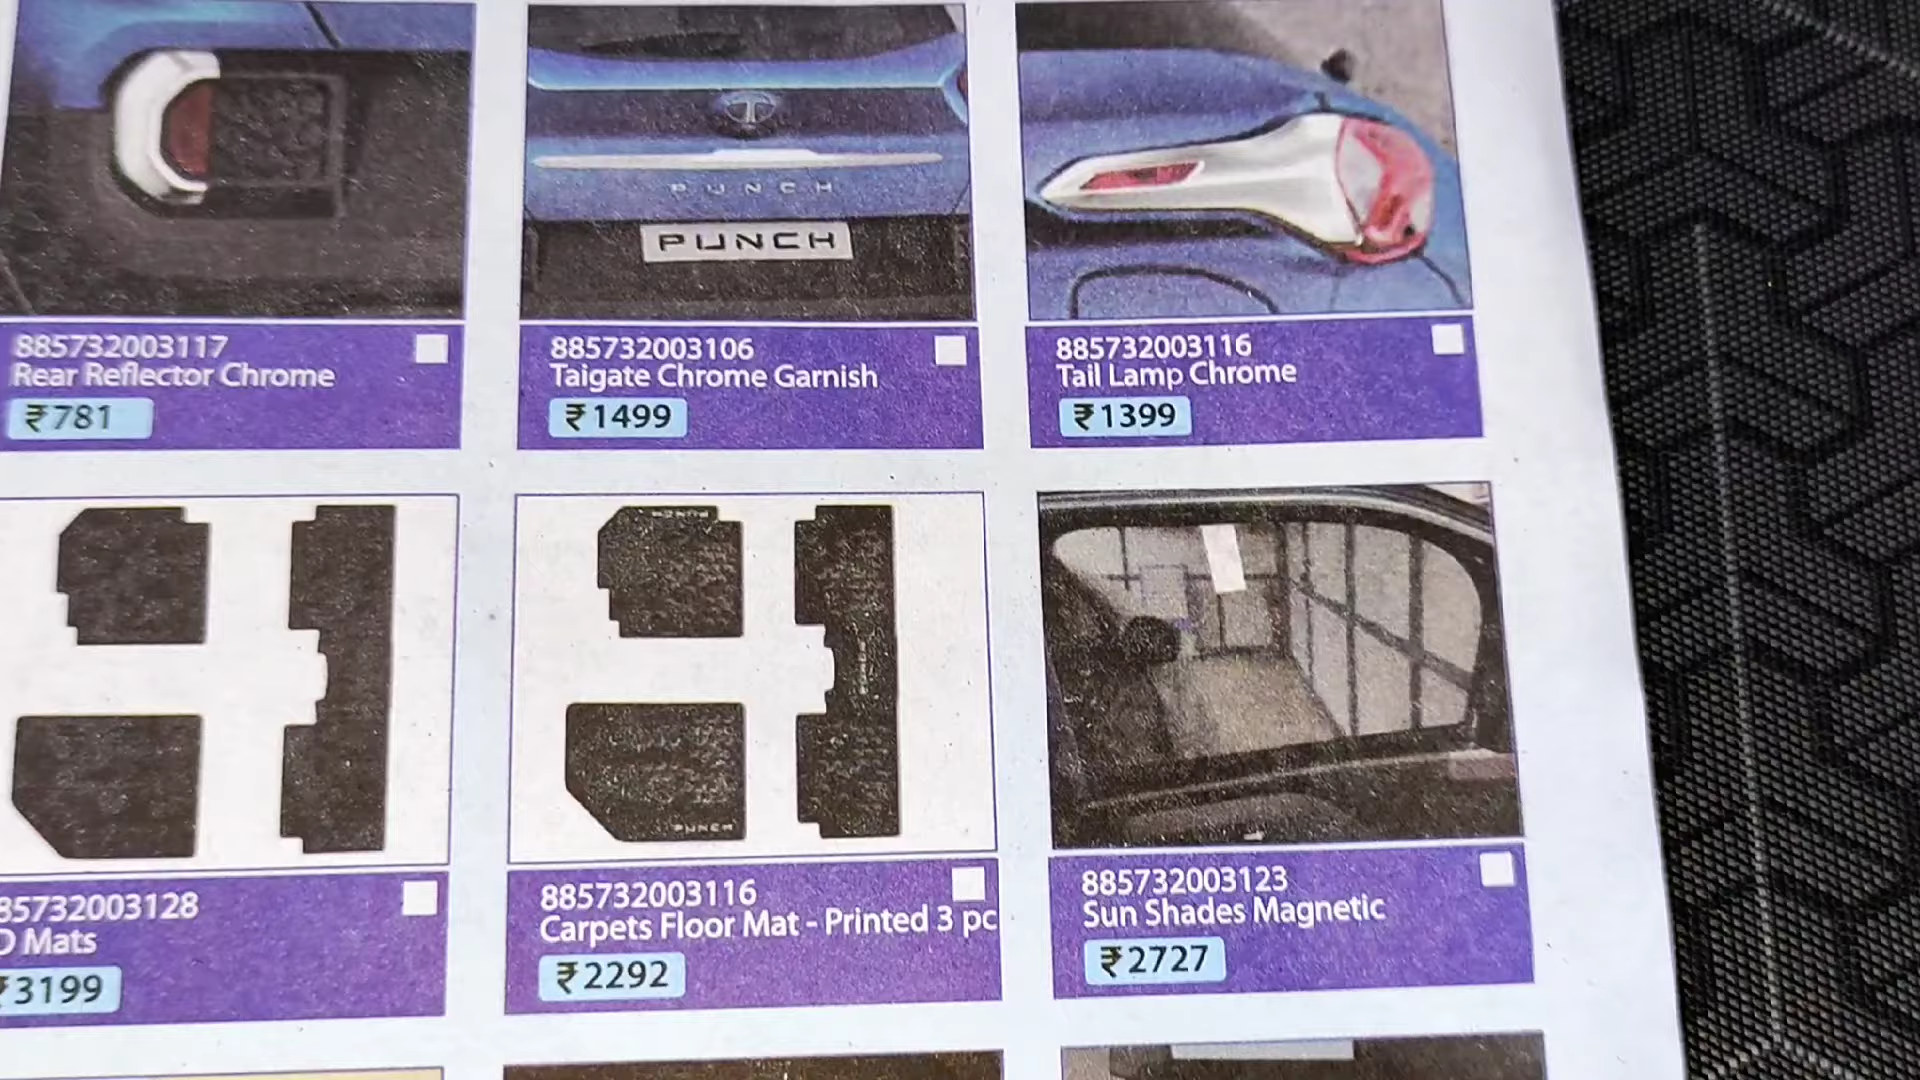 PUNCH
PUNCH
885732003117
Rear Reflector Chrome
₹781
885732003106
Taigate Chrome Garnish
₹1499
885732003116
Tail Lamp Chrome
₹1399
PUNCH
PUNCH
PUNCH
85732003128
D Mats
₹3199
885732003116
Carpets Floor Mat - Printed 3 pc
₹2292
885732003123
Sun Shades Magnetic
₹2727